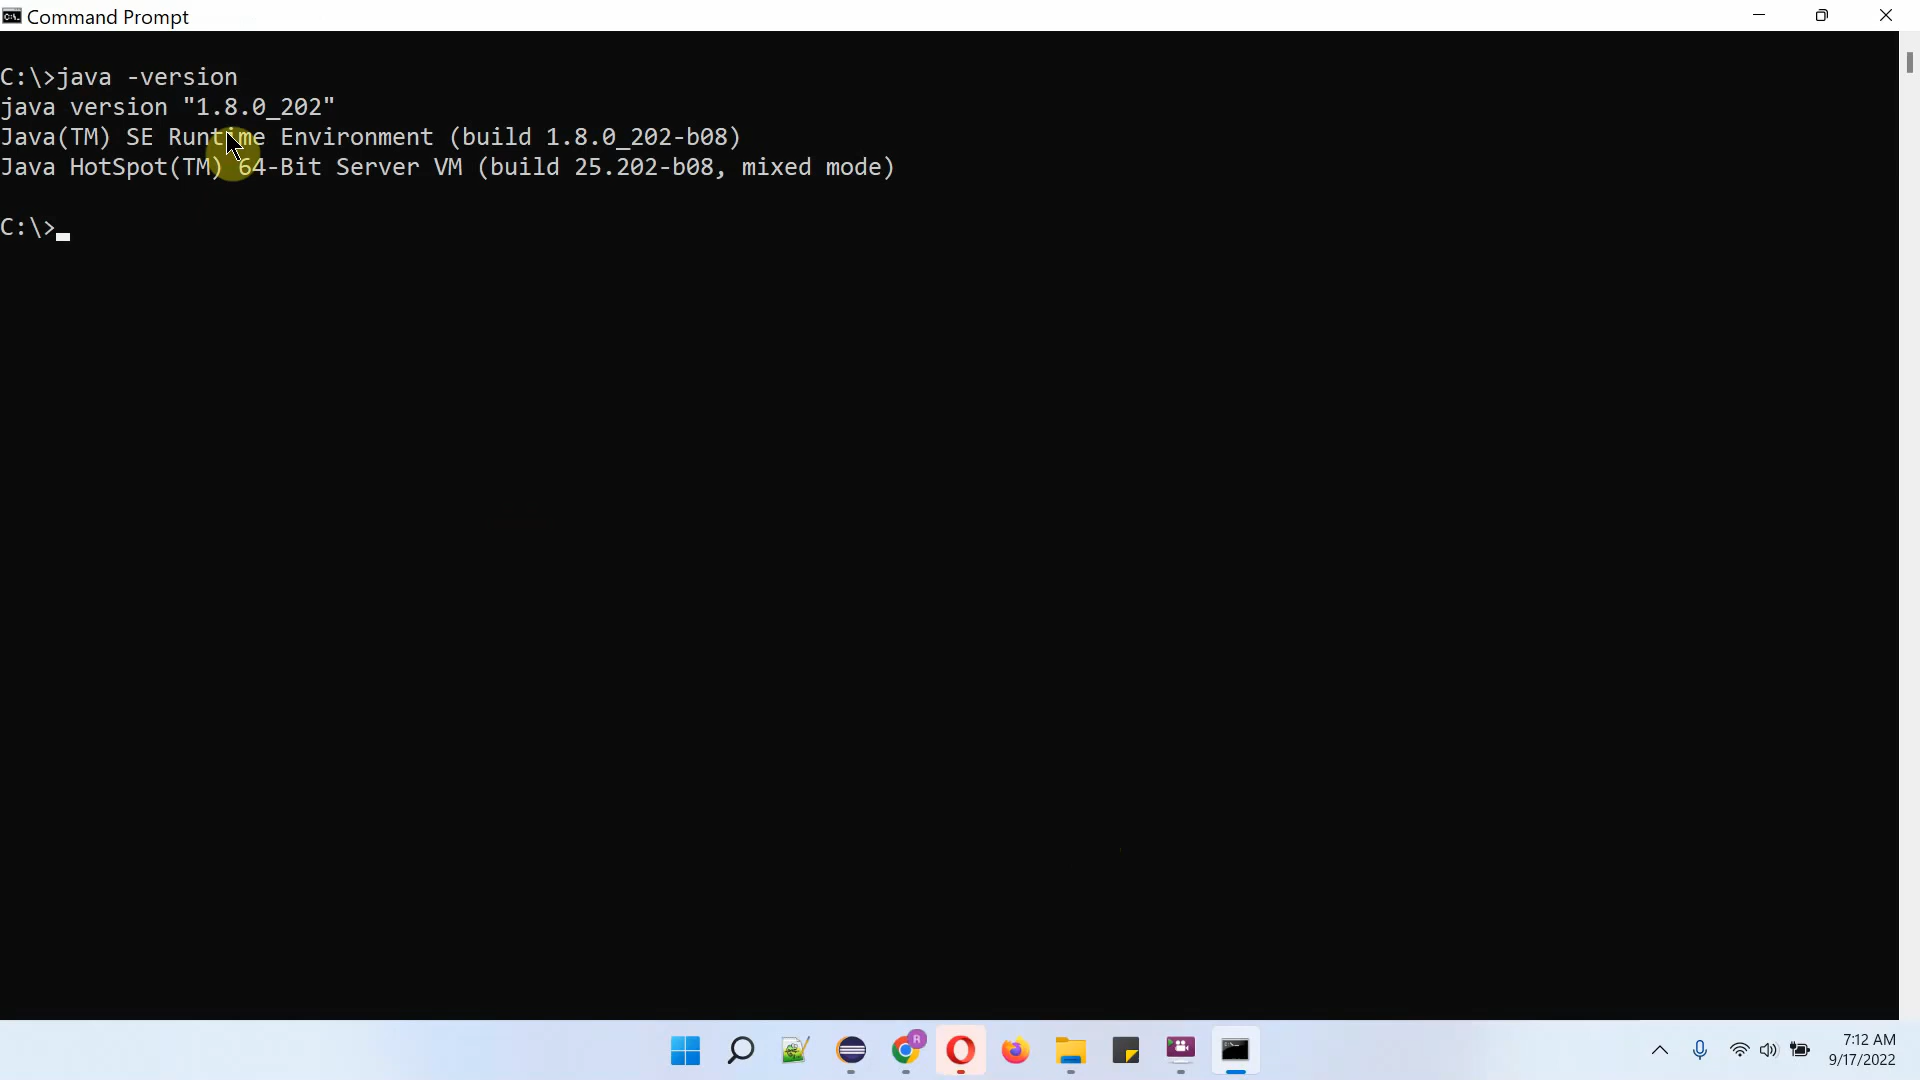 Command Prompt
C:\>java -version
java version "1.8.0_202"
Java(TM) SE Runtime Environment (build 1.8.0_202-b08)
Java HotSpot(TM) 64-Bit Server VM (build 25.202-b08, mixed mode)
C:\>
R
7:12 AM
9/17/2022